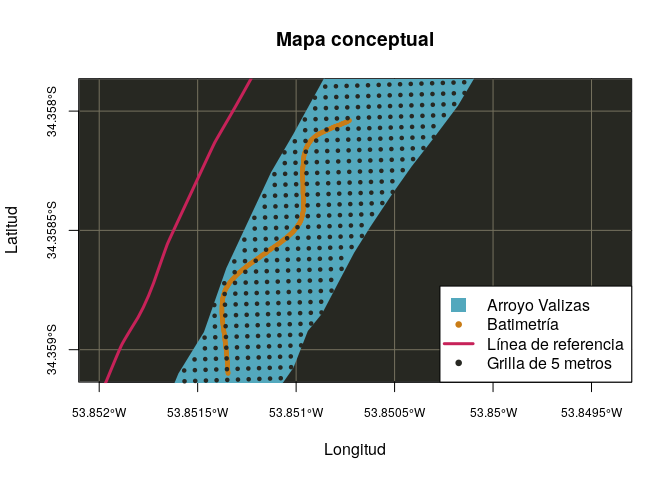 Mapa conceptual
34.358°S
34.3585°S
34.359°S
Latitud
Arroyo Valizas
Batimetría
Línea de referencia
Grilla de 5 metros
53.852°W
53.8515°W
53.851°W
53.8505°W
53.85°W
53.8495°W
Longitud